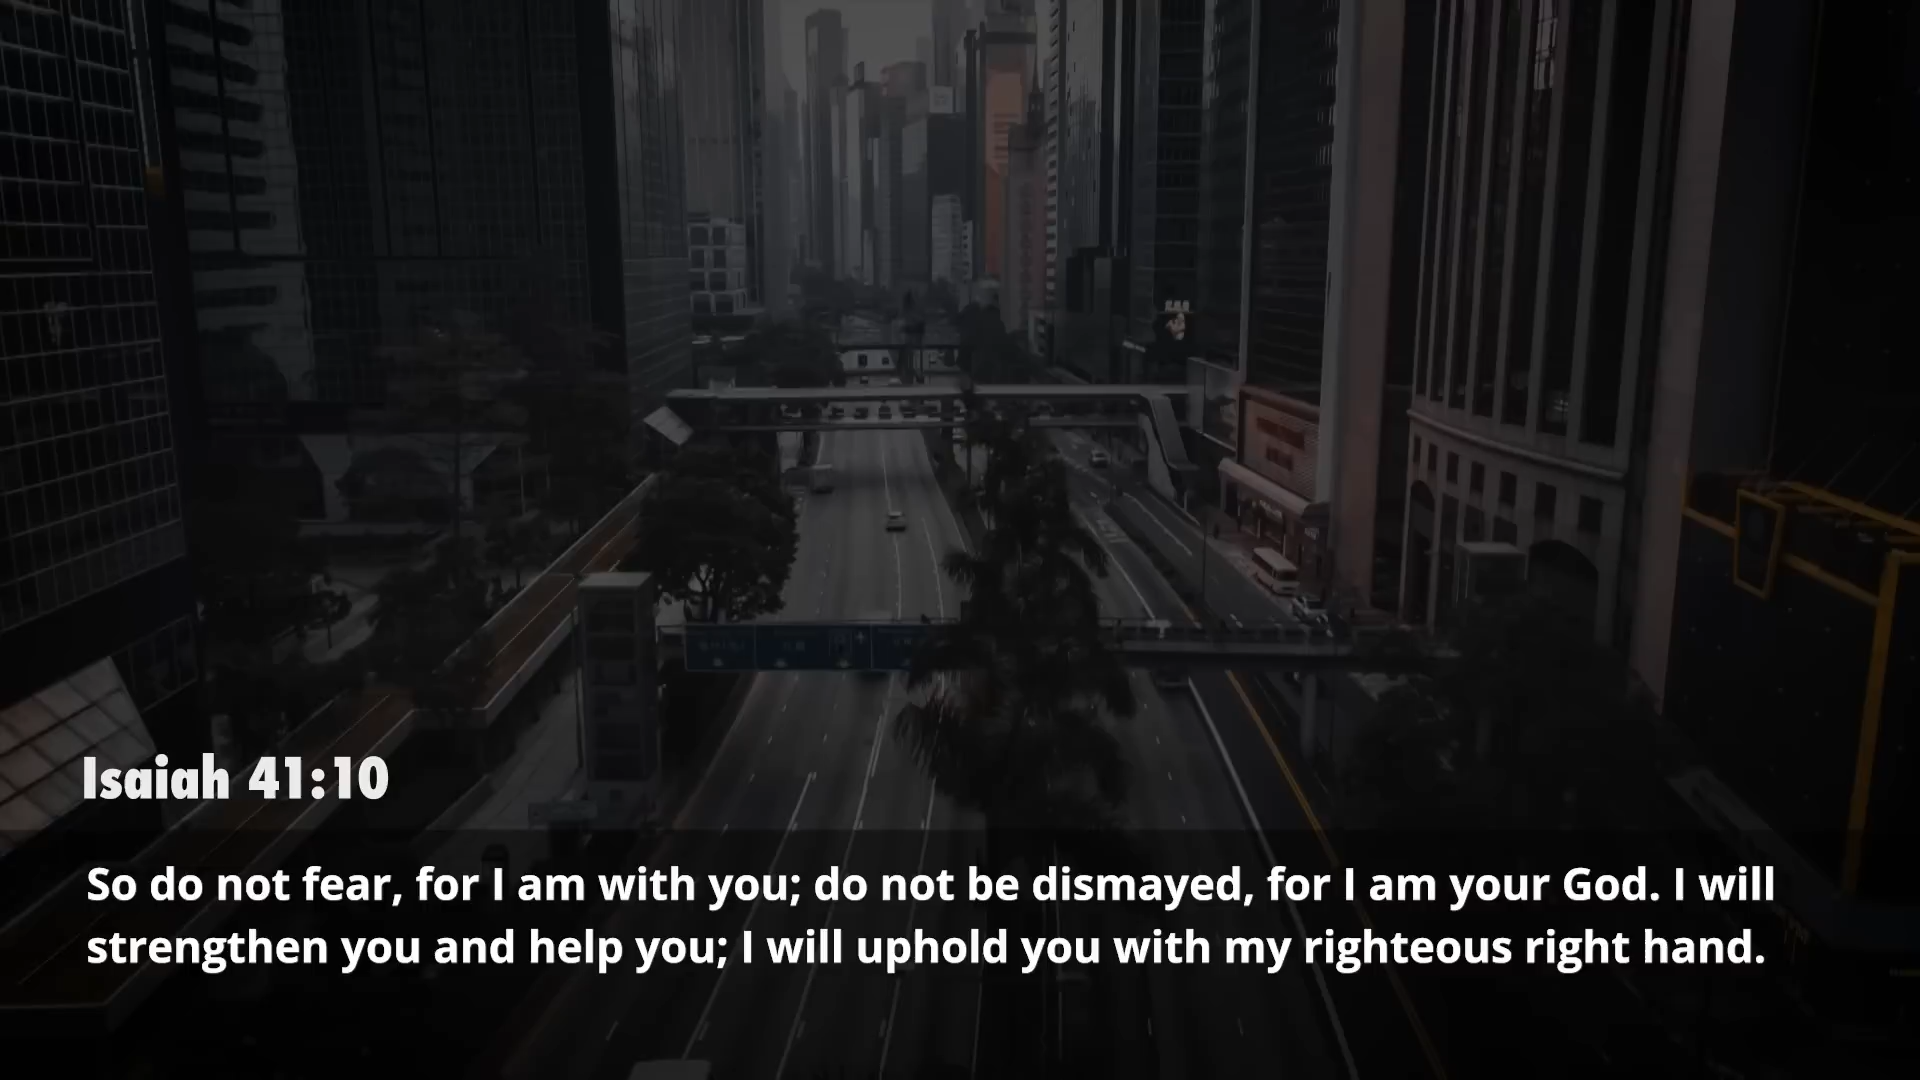 Isaiah 41:10
So do not fear, for I am with you; do not be dismayed, for I am your God. I will
strengthen you and help you; I will uphold you with my righteous right hand.